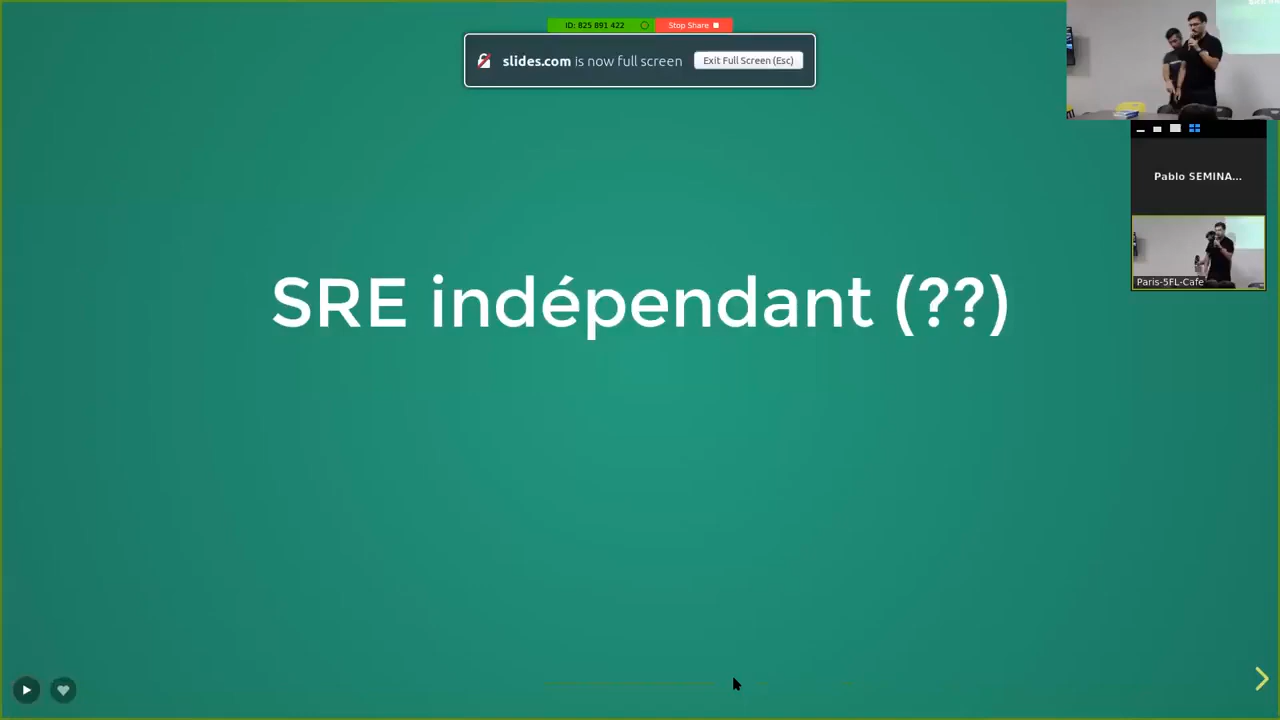 ID: 825 891 422
Stop Share
slides.com is now full screen
Exit Full Screen (Esc)
Pablo SEMINA...
Paris-5FL-Cafe
SRE indépendant (??)